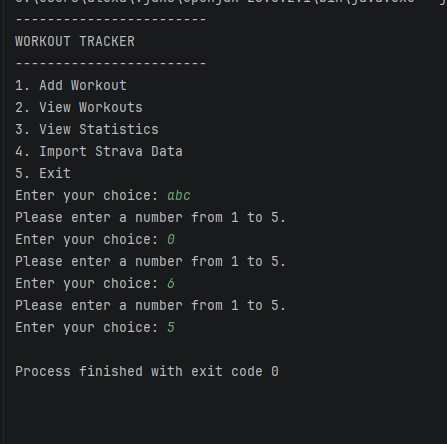 -----------------------
WORKOUT TRACKER
-----------------------
1. Add Workout
2. View Workouts
-----------------------
3. View Statistics
4. Import Strava Data
5. Exit
Enter your choice: abc
Please enter a number from 1 to 5.
Enter your choice: 0
Please enter a number from 1 to 5.
Enter your choice: 6
Please enter a number from 1 to 5.
Enter your choice: 5
Process finished with exit code 0